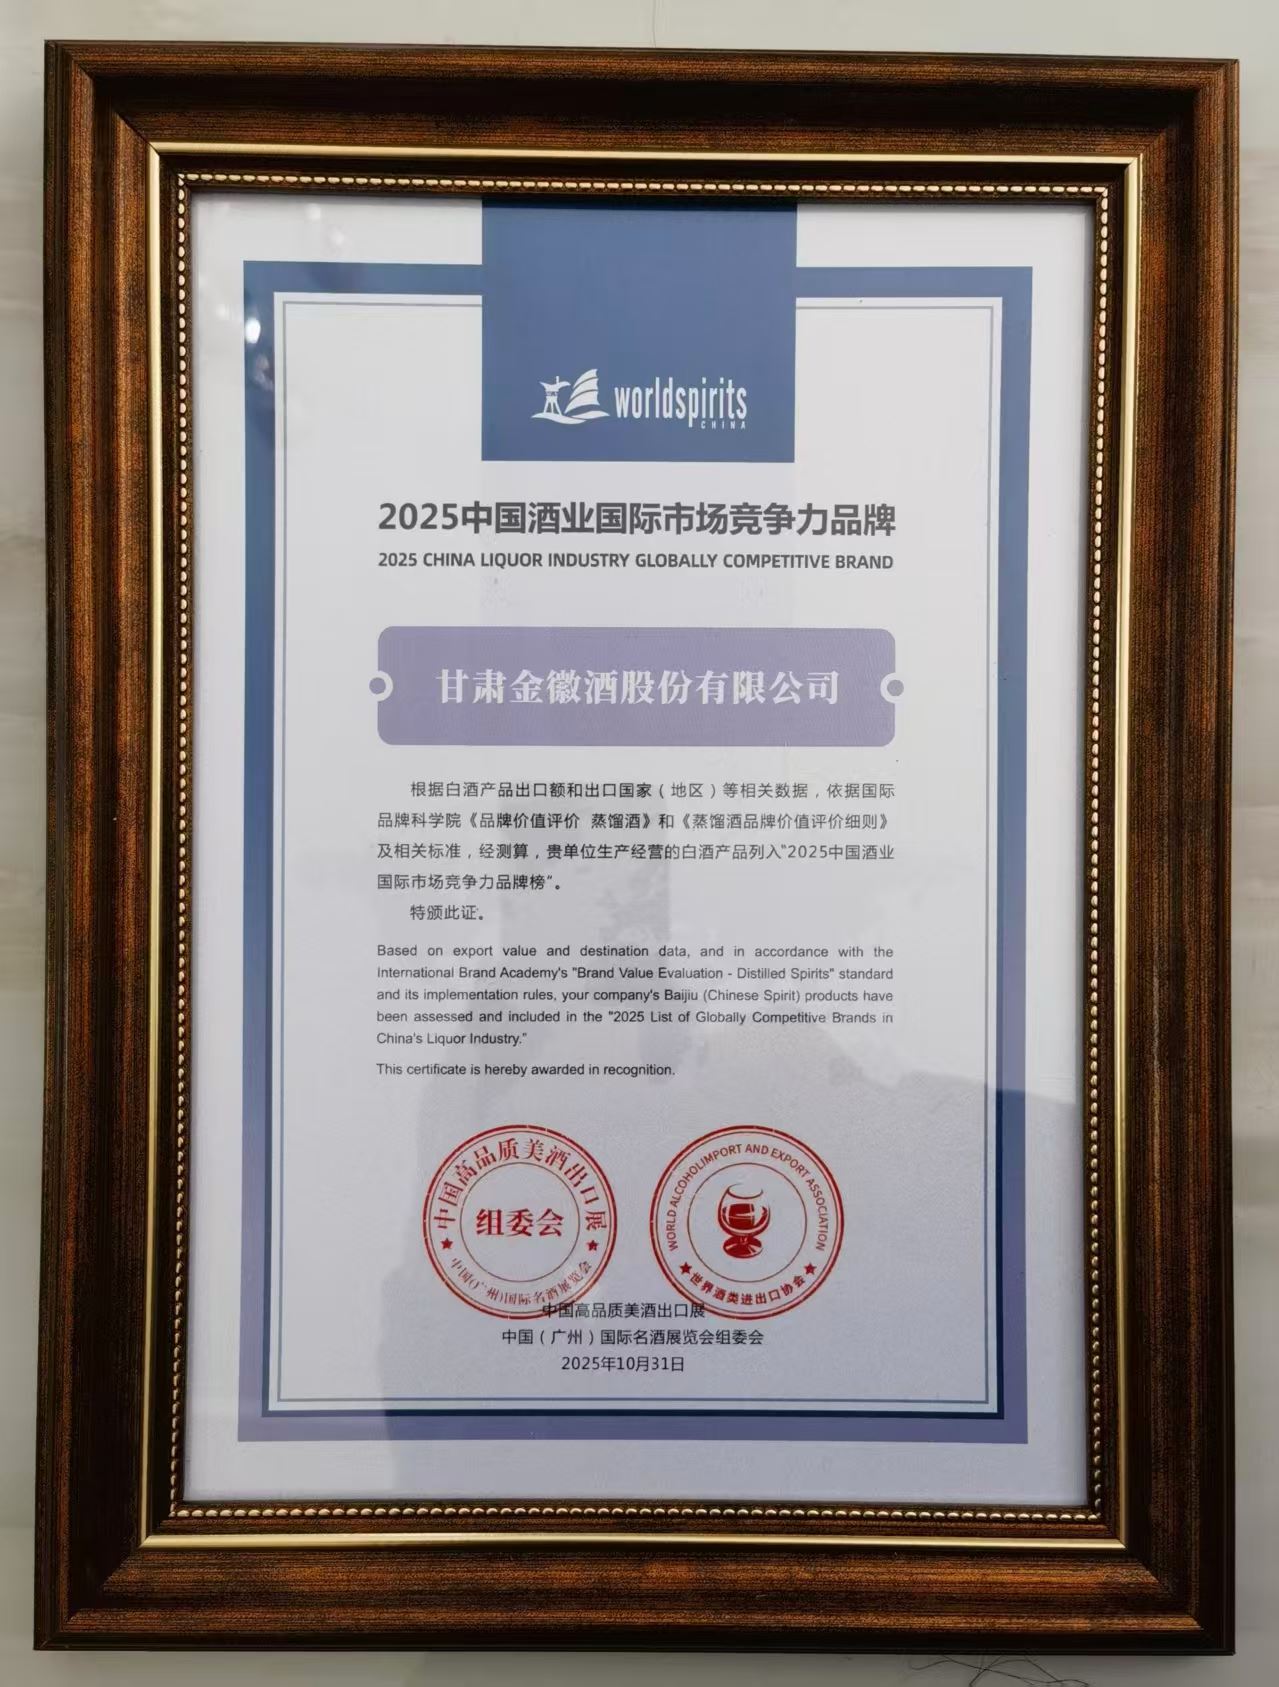 worldspirits
CHINA
2025中国酒业国际市场竞争力品牌
2025 CHINA LIQUOR INDUSTRY GLOBALLY COMPETITIVE BRAND
甘肃金徽酒股份有限公司
根据白酒产品出口额和出口国家（地区）等相关数据，依据国际
品牌科学院《品牌价值评价 蒸馏酒》和《蒸馏酒品牌价值评价细则》
及相关标准，经测算，贵单位生产经营的白酒产品列入“2025中国酒业
国际市场竞争力品牌榜”。
特颁此证。
Based on export value and destination data, and in accordance with the
International Brand Academy's "Brand Value Evaluation - Distilled Spirits" standard
and its implementation rules, your company's Baijiu (Chinese Spirit) products have
been assessed and included in the "2025 List of Globally Competitive Brands in
China's Liquor Industry."
This certificate is hereby awarded in recognition.
中国高品质美酒出口展
组委会
中国(广州)国际名酒展览会
WORLD ALCOHOLIMPORT AND EXPORT ASSOCIATION
世界酒类进出口协会
中国高品质美酒出口展
中国（广州）国际名酒展览会组委会
2025年10月31日